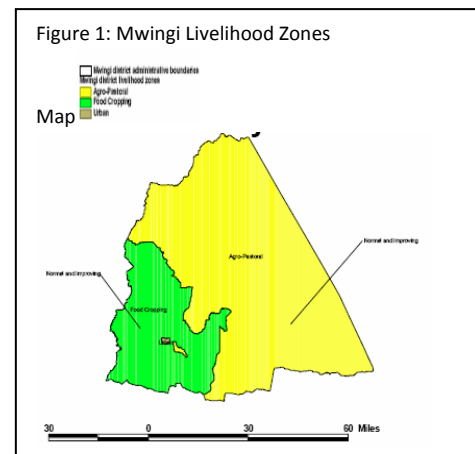 Figure 1: Mwingi Livelihood Zones
Mwingi district administrative boundaries
Mwingi district livelihood zones
Agro-Pastoral
Food Cropping
Urban
Map
Agro-Pastoral
Normal and improving
Normal and improving
Food Cropping
Urban
30 0 30 60 Miles